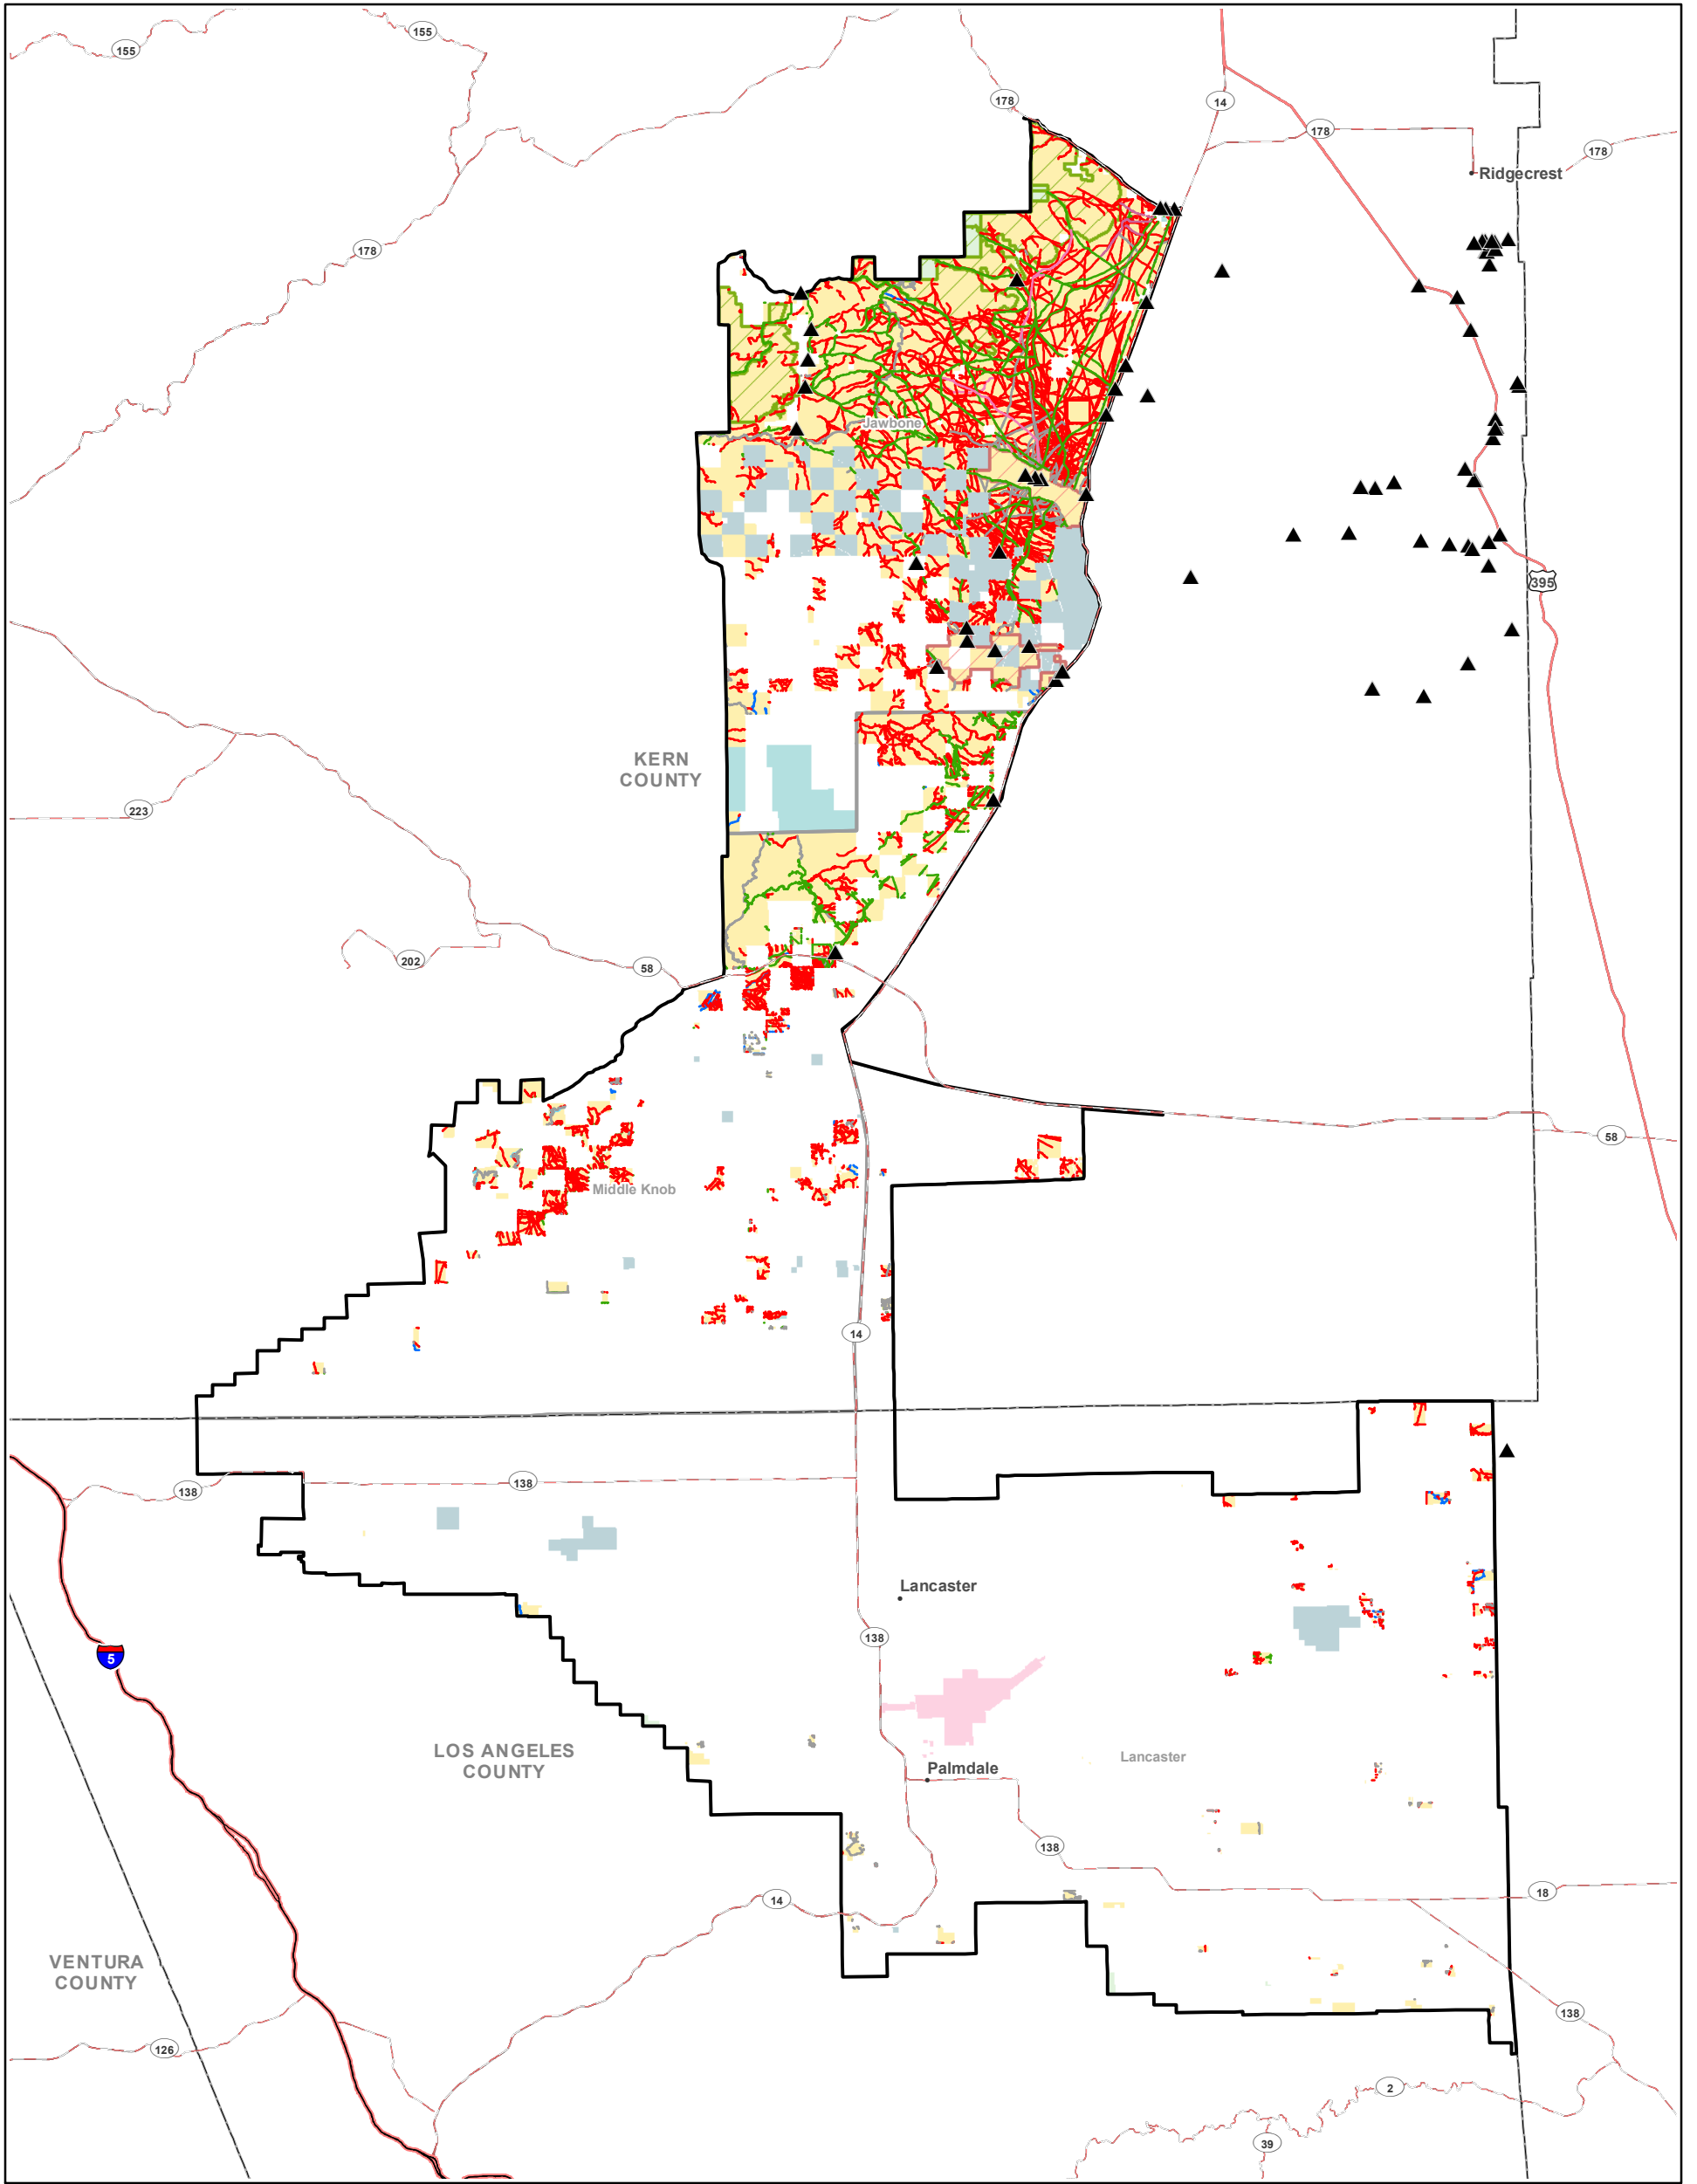 155
155
178
14
178
178
Ridgecrest
178
Jawbone
395
KERN
COUNTY
223
202
58
58
Middle Knob
14
138
138
Lancaster
138
5
LOS ANGELES
COUNTY
Lancaster
Palmdale
138
14
18
VENTURA
COUNTY
138
126
2
39